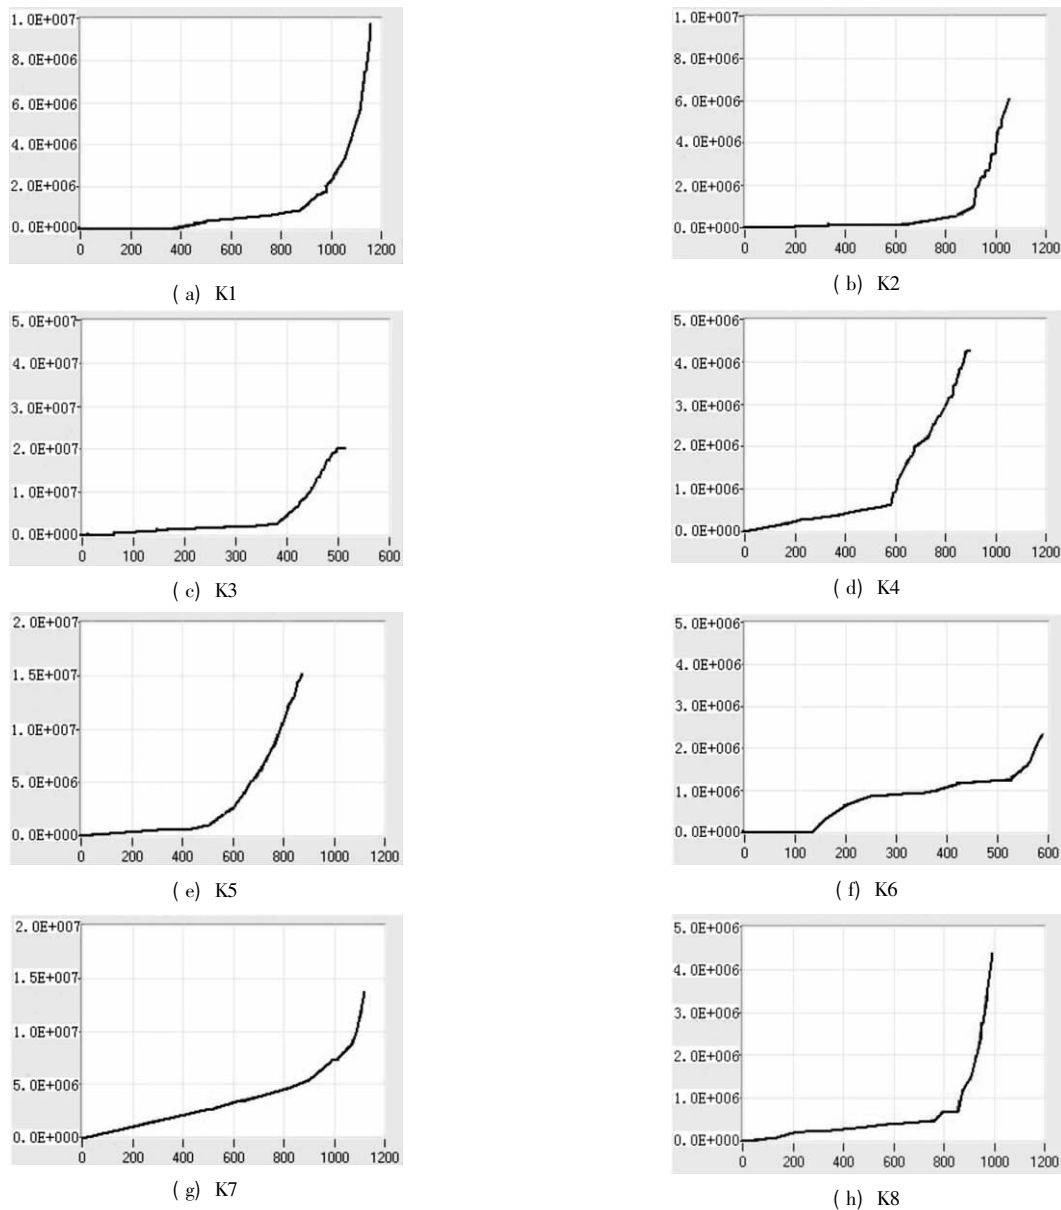 1. 0E+007
8. 0E+006
6. 0E+006
4. 0E+006
2. 0E+006
0. 0E+000
0 200 400 600 800 1000 1200
( a) K1
1. 0E+007
8. 0E+006
6. 0E+006
4. 0E+006
2. 0E+006
0. 0E+000
0 200 400 600 800 1000 1200
( b) K2
5. 0E+007
4. 0E+007
3. 0E+007
2. 0E+007
1. 0E+007
0. 0E+000
0 100 200 300 400 500 600
( c) K3
5. 0E+006
4. 0E+006
3. 0E+006
2. 0E+006
1. 0E+006
0. 0E+000
0 200 400 600 800 1000 1200
( d) K4
2. 0E+007
1. 5E+007
1. 0E+007
5. 0E+006
0. 0E+000
0 200 400 600 800 1000 1200
( e) K5
5. 0E+006
4. 0E+006
3. 0E+006
2. 0E+006
1. 0E+006
0. 0E+000
0 100 200 300 400 500 600
( f) K6
2. 0E+007
1. 5E+007
1. 0E+007
5. 0E+006
0. 0E+000
0 200 400 600 800 1000 1200
( g) K7
5. 0E+006
4. 0E+006
3. 0E+006
2. 0E+006
1. 0E+006
0. 0E+000
0 200 400 600 800 1000 1200
( h) K8